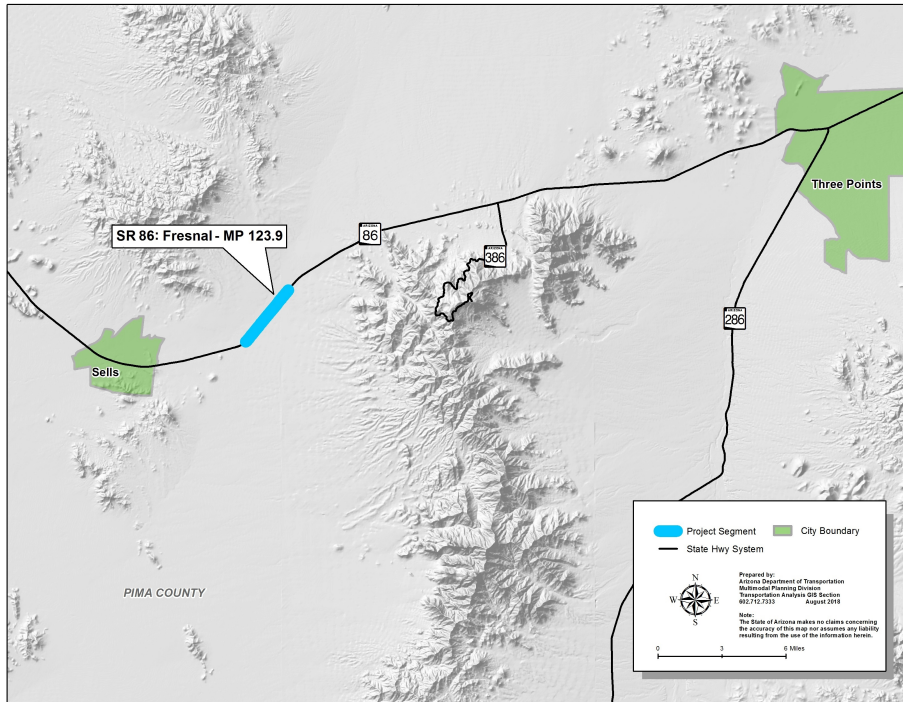 Three Points
SR 86: Fresnal - MP 123.9
ARIZONA
86
ARIZONA
386
ARIZONA
286
Sells
PIMA COUNTY
Project Segment
City Boundary
State Hwy System
N
W E
S
Prepared by:
Arizona Department of Transportation
Multimodal Planning Division
Transportation Analysis GIS Section
602.712.7333 August 2018
Note:
The State of Arizona makes no claims concerning
the accuracy of this map nor assumes any liability
resulting from the use of the information herein.
0 3 6 Miles